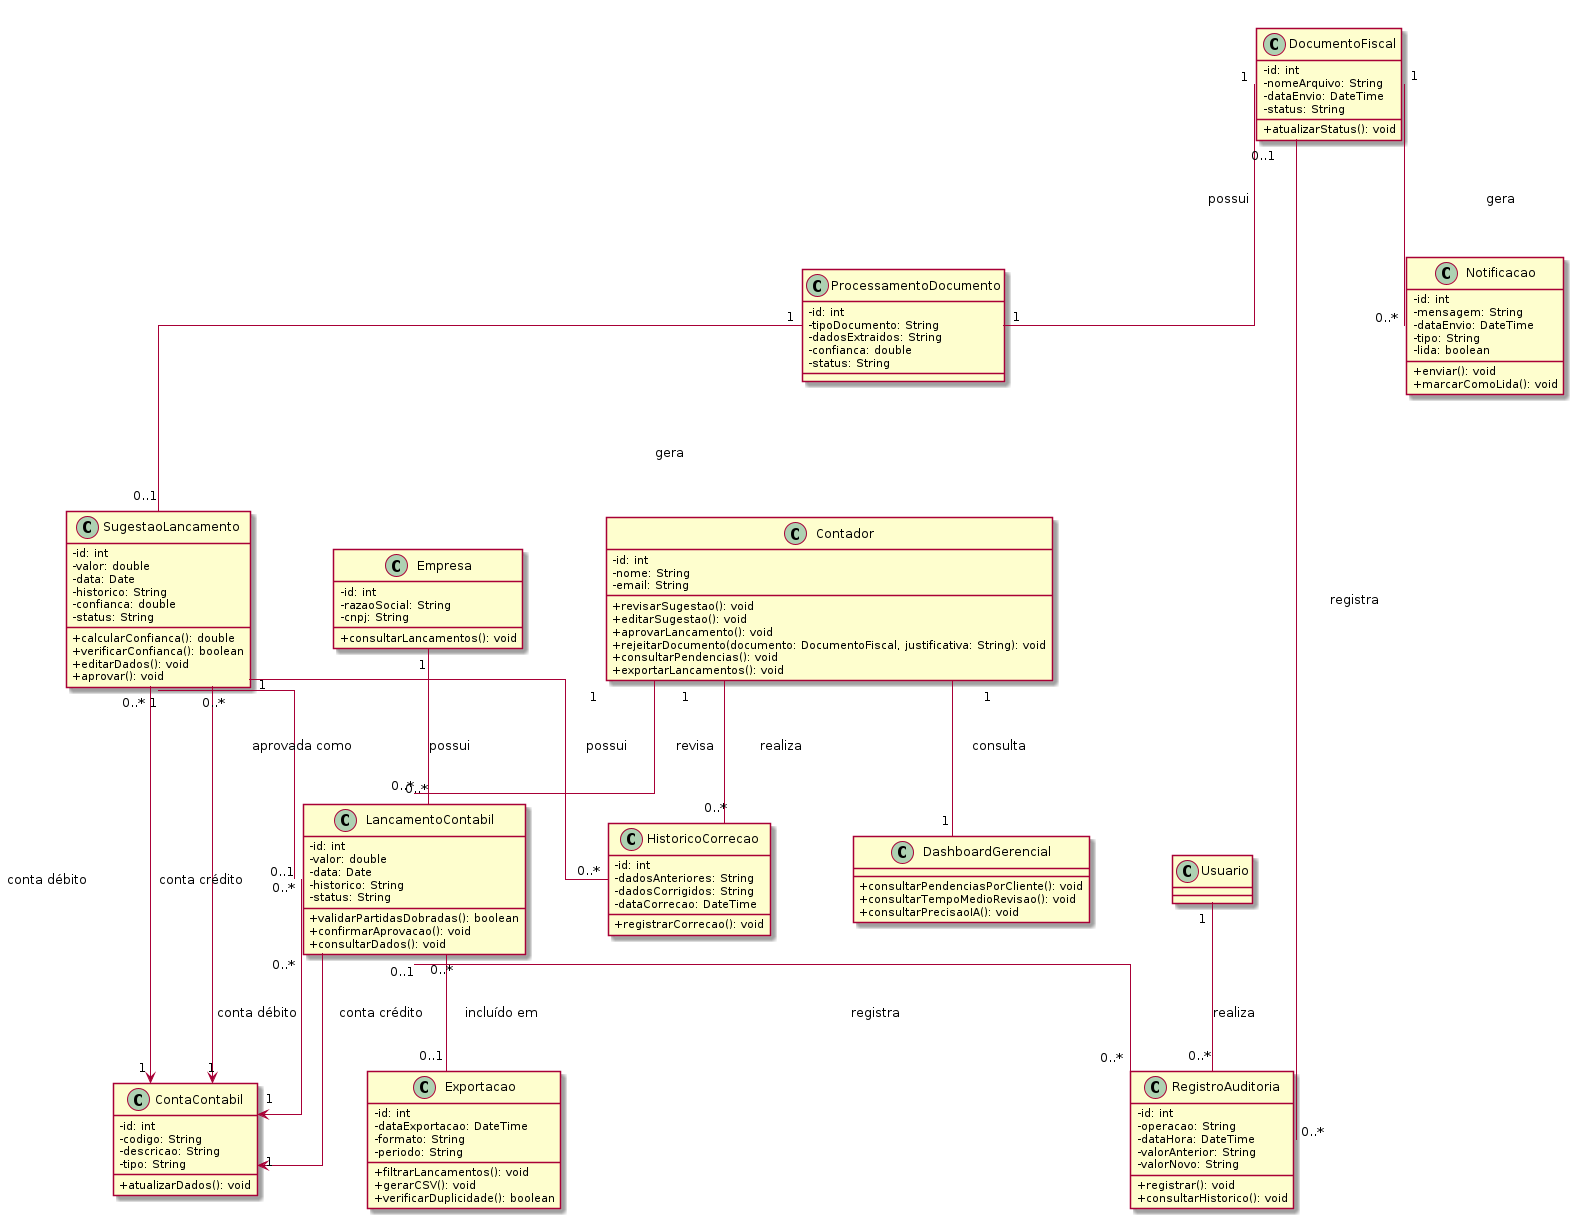 C DocumentoFiscal
-id: int
-nomeArquivo: String
-dataEnvio: DateTime
-status: String
+atualizarStatus(): void
1
1
0..1
possui
gera
C ProcessamentoDocumento
-id: int
-tipoDocumento: String
-dadosExtraidos: String
-confianca: double
-status: String
1
1
C Notificacao
-id: int
-mensagem: String
-dataEnvio: DateTime
-tipo: String
-lida: boolean
+enviar(): void
+marcarComoLida(): void
0..*
gera
0..1
C SugestaoLancamento
-id: int
-valor: double
-data: Date
-historico: String
-confianca: double
-status: String
+calcularConfianca(): double
+verificarConfianca(): boolean
+editarDados(): void
+aprovar(): void
C Empresa
-id: int
-razaoSocial: String
-cnpj: String
+consultarLancamentos(): void
C Contador
-id: int
-nome: String
-email: String
+revisarSugestao(): void
+editarSugestao(): void
+aprovarLancamento(): void
+rejeitarDocumento(documento: DocumentoFiscal, justificativa: String): void
+consultarPendencias(): void
+exportarLancamentos(): void
registra
1
1
0..*
1
0..*
1
1
1
aprovada como
possui
possui
revisa
realiza
consulta
0..*
0..*
0..*
1
C LancamentoContabil
-id: int
-valor: double
-data: Date
-historico: String
-status: String
+validarPartidasDobradas(): boolean
+confirmarAprovacao(): void
+consultarDados(): void
C HistoricoCorrecao
-id: int
-dadosAnteriores: String
-dadosCorrigidos: String
-dataCorrecao: DateTime
+registrarCorrecao(): void
C DashboardGerencial
+consultarPendenciasPorCliente(): void
+consultarTempoMedioRevisao(): void
+consultarPrecisaoIA(): void
C Usuario
conta débito
conta crédito
0..1
0..*
0..*
1
0..*
0..1
0..*
conta débito
conta crédito
incluído em
registra
realiza
1
1
0..1
0..*
0..*
C ContaContabil
-id: int
-codigo: String
-descricao: String
-tipo: String
+atualizarDados(): void
1
1
C Exportacao
-id: int
-dataExportacao: DateTime
-formato: String
-periodo: String
+filtrarLancamentos(): void
+gerarCSV(): void
+verificarDuplicidade(): boolean
C RegistroAuditoria
-id: int
-operacao: String
-dataHora: DateTime
-valorAnterior: String
-valorNovo: String
+registrar(): void
+consultarHistorico(): void
0..*